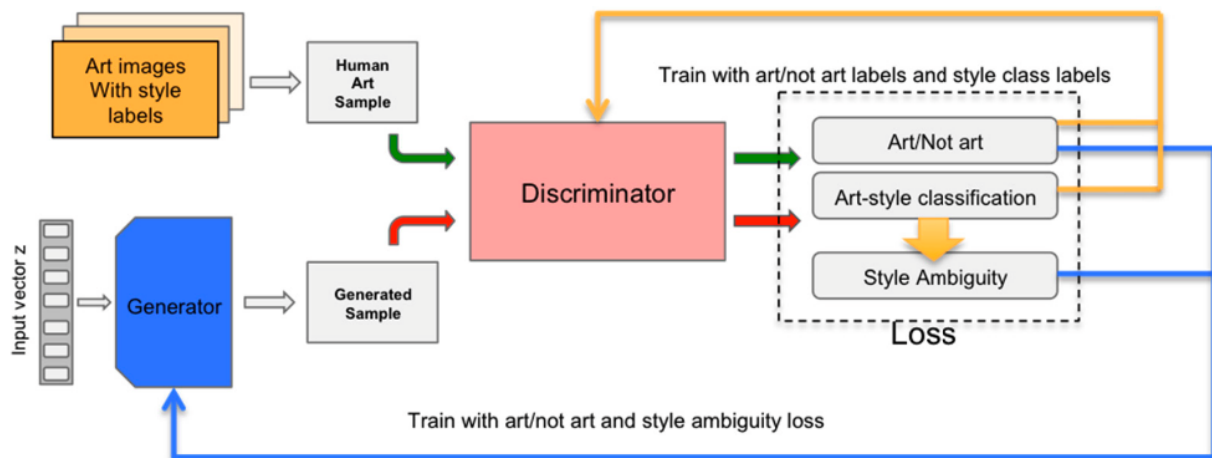 Art images
With style
labels
Human
Art
Sample
Train with art/not art labels and style class labels
Discriminator
Art/Not art
Art-style classification
Style Ambiguity
Loss
Input vector z
Generator
Generated
Sample
Train with art/not art and style ambiguity loss